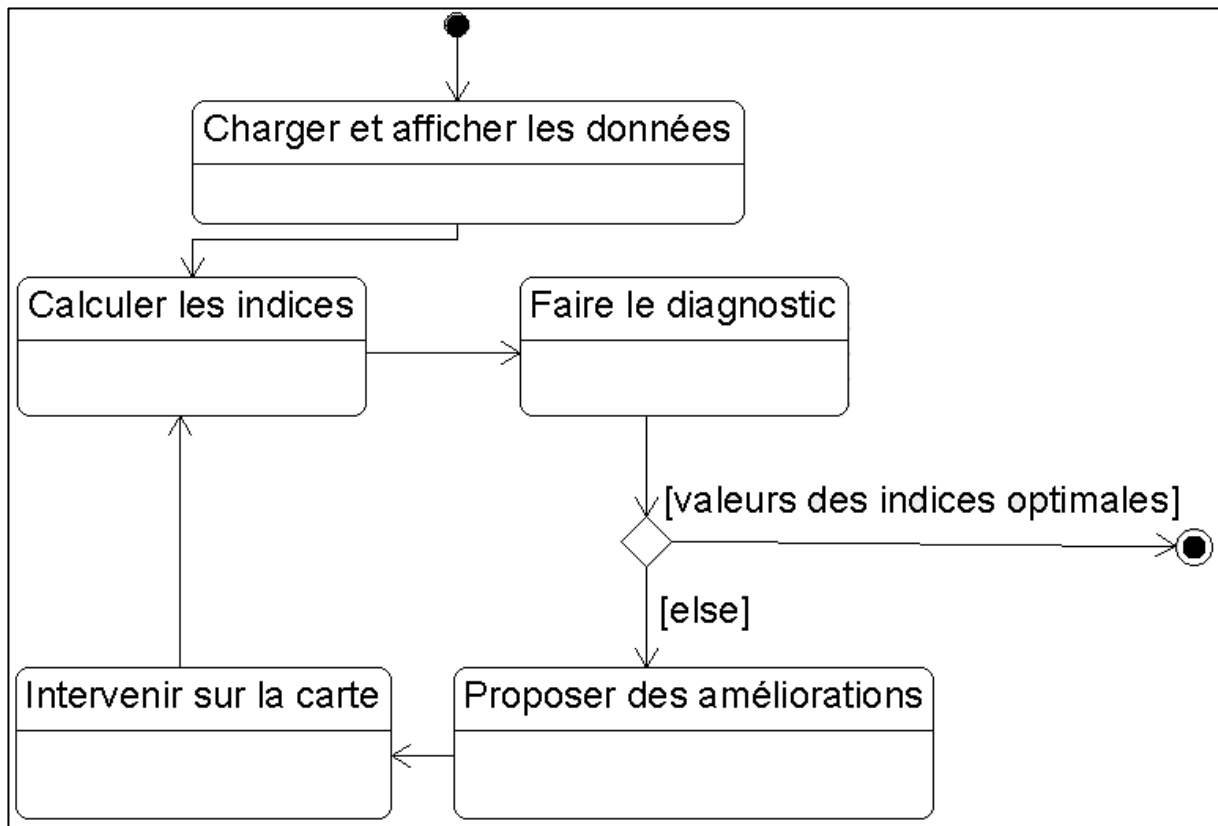 Charger et afficher les données
Calculer les indices
Faire le diagnostic
[valeurs des indices optimales]
[else]
Intervenir sur la carte
Proposer des améliorations